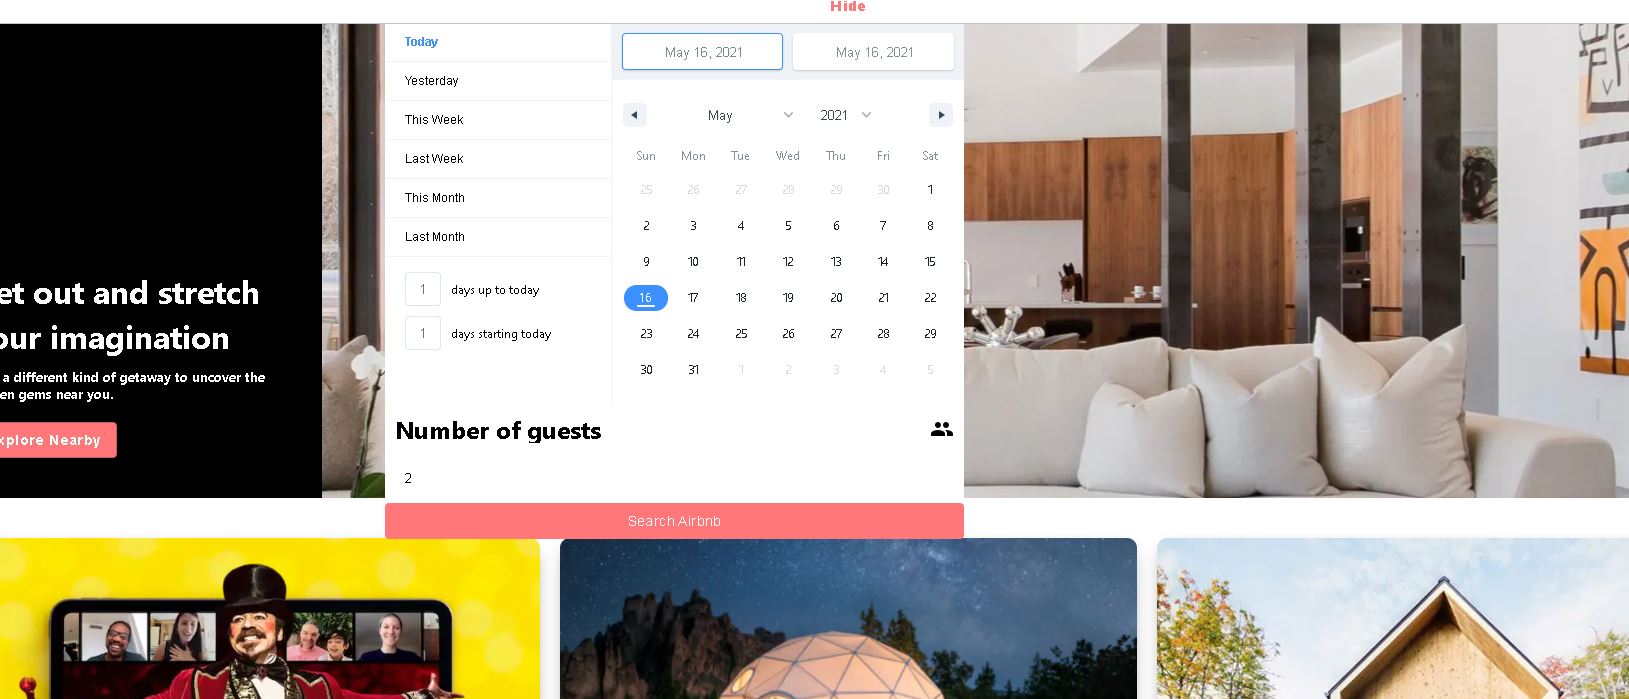 Hide
Today
May 16, 2021 May 16, 2021
Yesterday
This Week
Last Week
This Month
Last Month
1 days up to today
1 days starting today
May 2021
Sun Mon Tue Wed Thu Fri Sat
25 26 27 28 29 30 1
2 3 4 5 6 7 8
9 10 11 12 13 14 15
16 17 18 19 20 21 22
23 24 25 26 27 28 29
30 31 1 2 3 4 5
et out and stretch
our imagination
a different kind of getaway to uncover the
en gems near you.
xplore Nearby
Number of guests
2
Search Airbnb